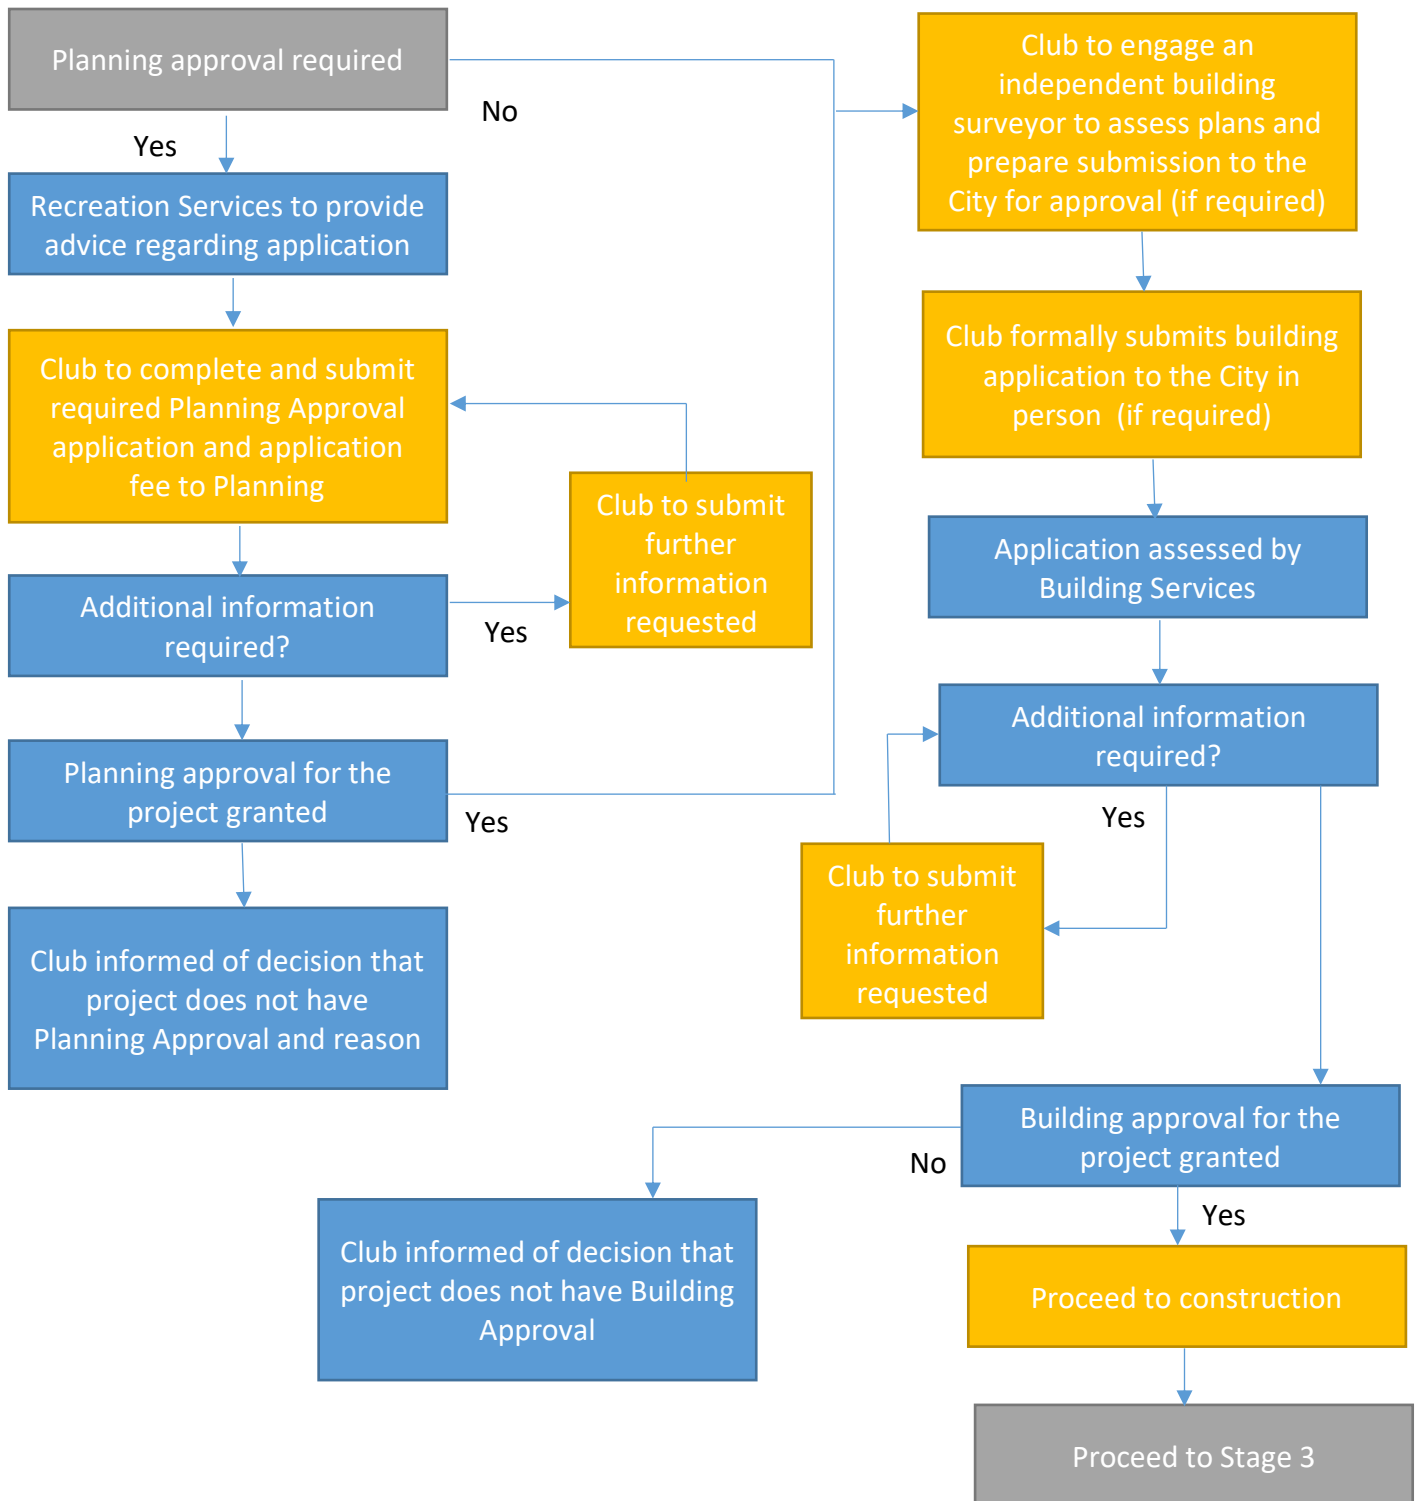 Planning approval required
No
Yes
Recreation Services to provide
advice regarding application
Club to complete and submit
required Planning Approval
application and application
fee to Planning
Club to submit
further
information
requested
Additional information
required?
Yes
Planning approval for the
project granted
Yes
Club informed of decision that
project does not have
Planning Approval and reason
Club to engage an
independent building
surveyor to assess plans and
prepare submission to the
City for approval (if required)
Club formally submits building
application to the City in
person  (if required)
Application assessed by
Building Services
Additional information
required?
Yes
Club to submit
further
information
requested
Building approval for the
project granted
No
Yes
Club informed of decision that
project does not have Building
Approval
Proceed to construction
Proceed to Stage 3